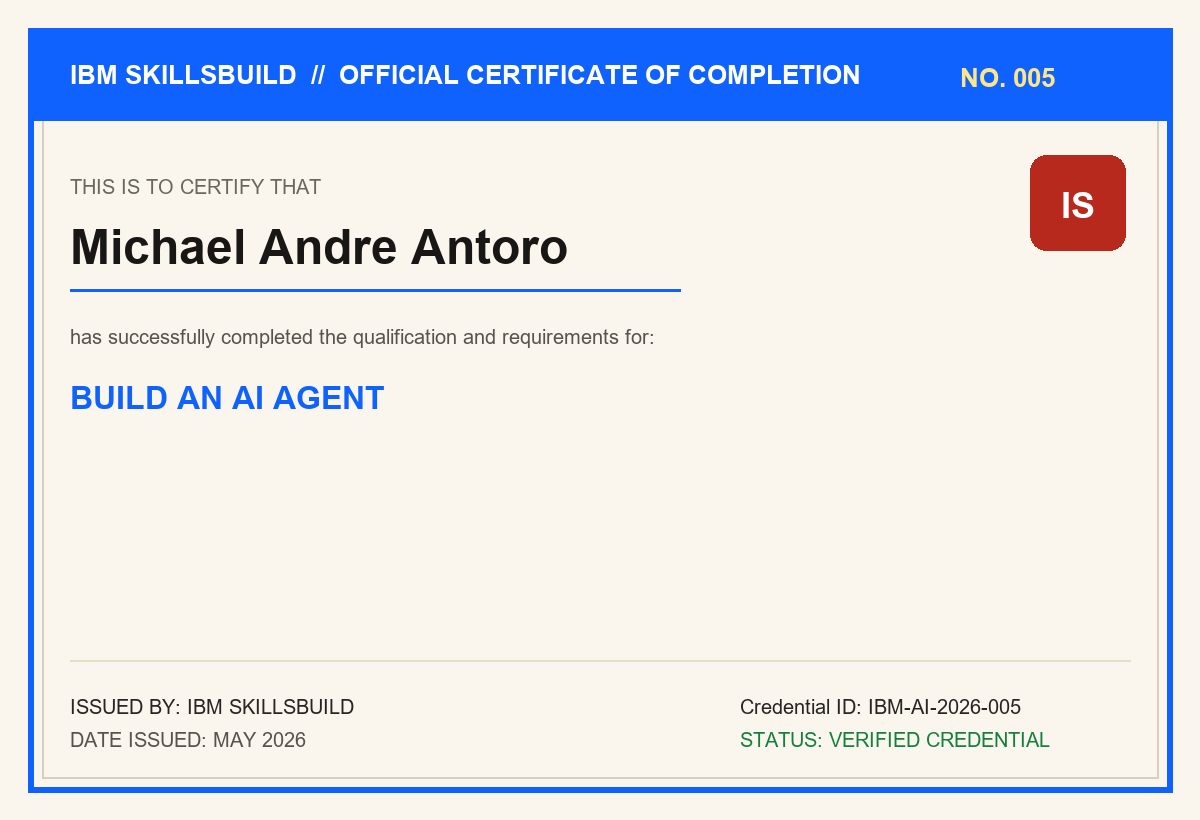 IBM SKILLSBUILD // OFFICIAL CERTIFICATE OF COMPLETION
NO. 005
THIS IS TO CERTIFY THAT
IS
Michael Andre Antoro
has successfully completed the qualification and requirements for:
BUILD AN AI AGENT
ISSUED BY: IBM SKILLSBUILD
Credential ID: IBM-AI-2026-005
DATE ISSUED: MAY 2026
STATUS: VERIFIED CREDENTIAL